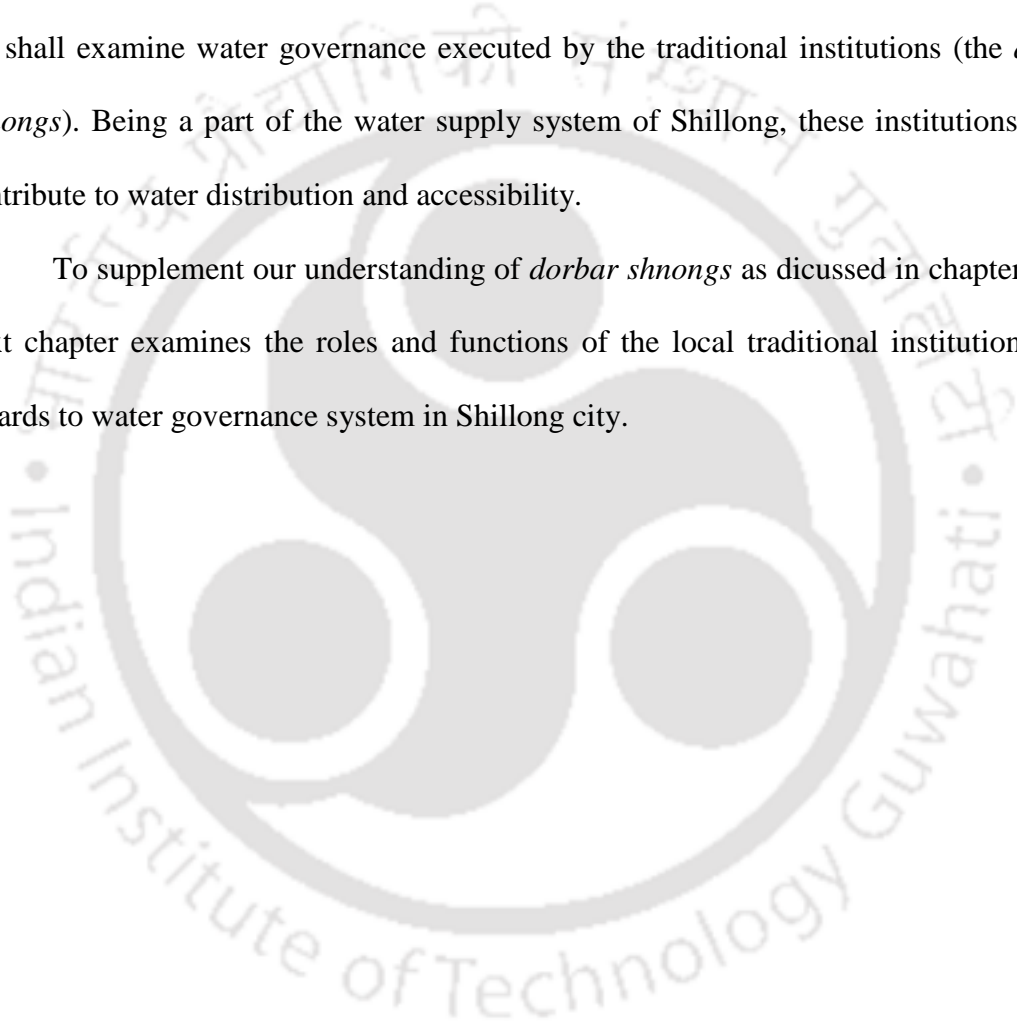 shall examine water governance executed by the traditional institutions (the
ongs). Being a part of the water supply system of Shillong, these institutions
ntribute to water distribution and accessibility.
To supplement our understanding of dorbar shnongs as dicussed in chapter
t chapter examines the roles and functions of the local traditional institution
ards to water governance system in Shillong city.
भारतीय प्रौद्योगिकी संस्थान गुवाहाटी
Indian Institute of Technology Guwahati